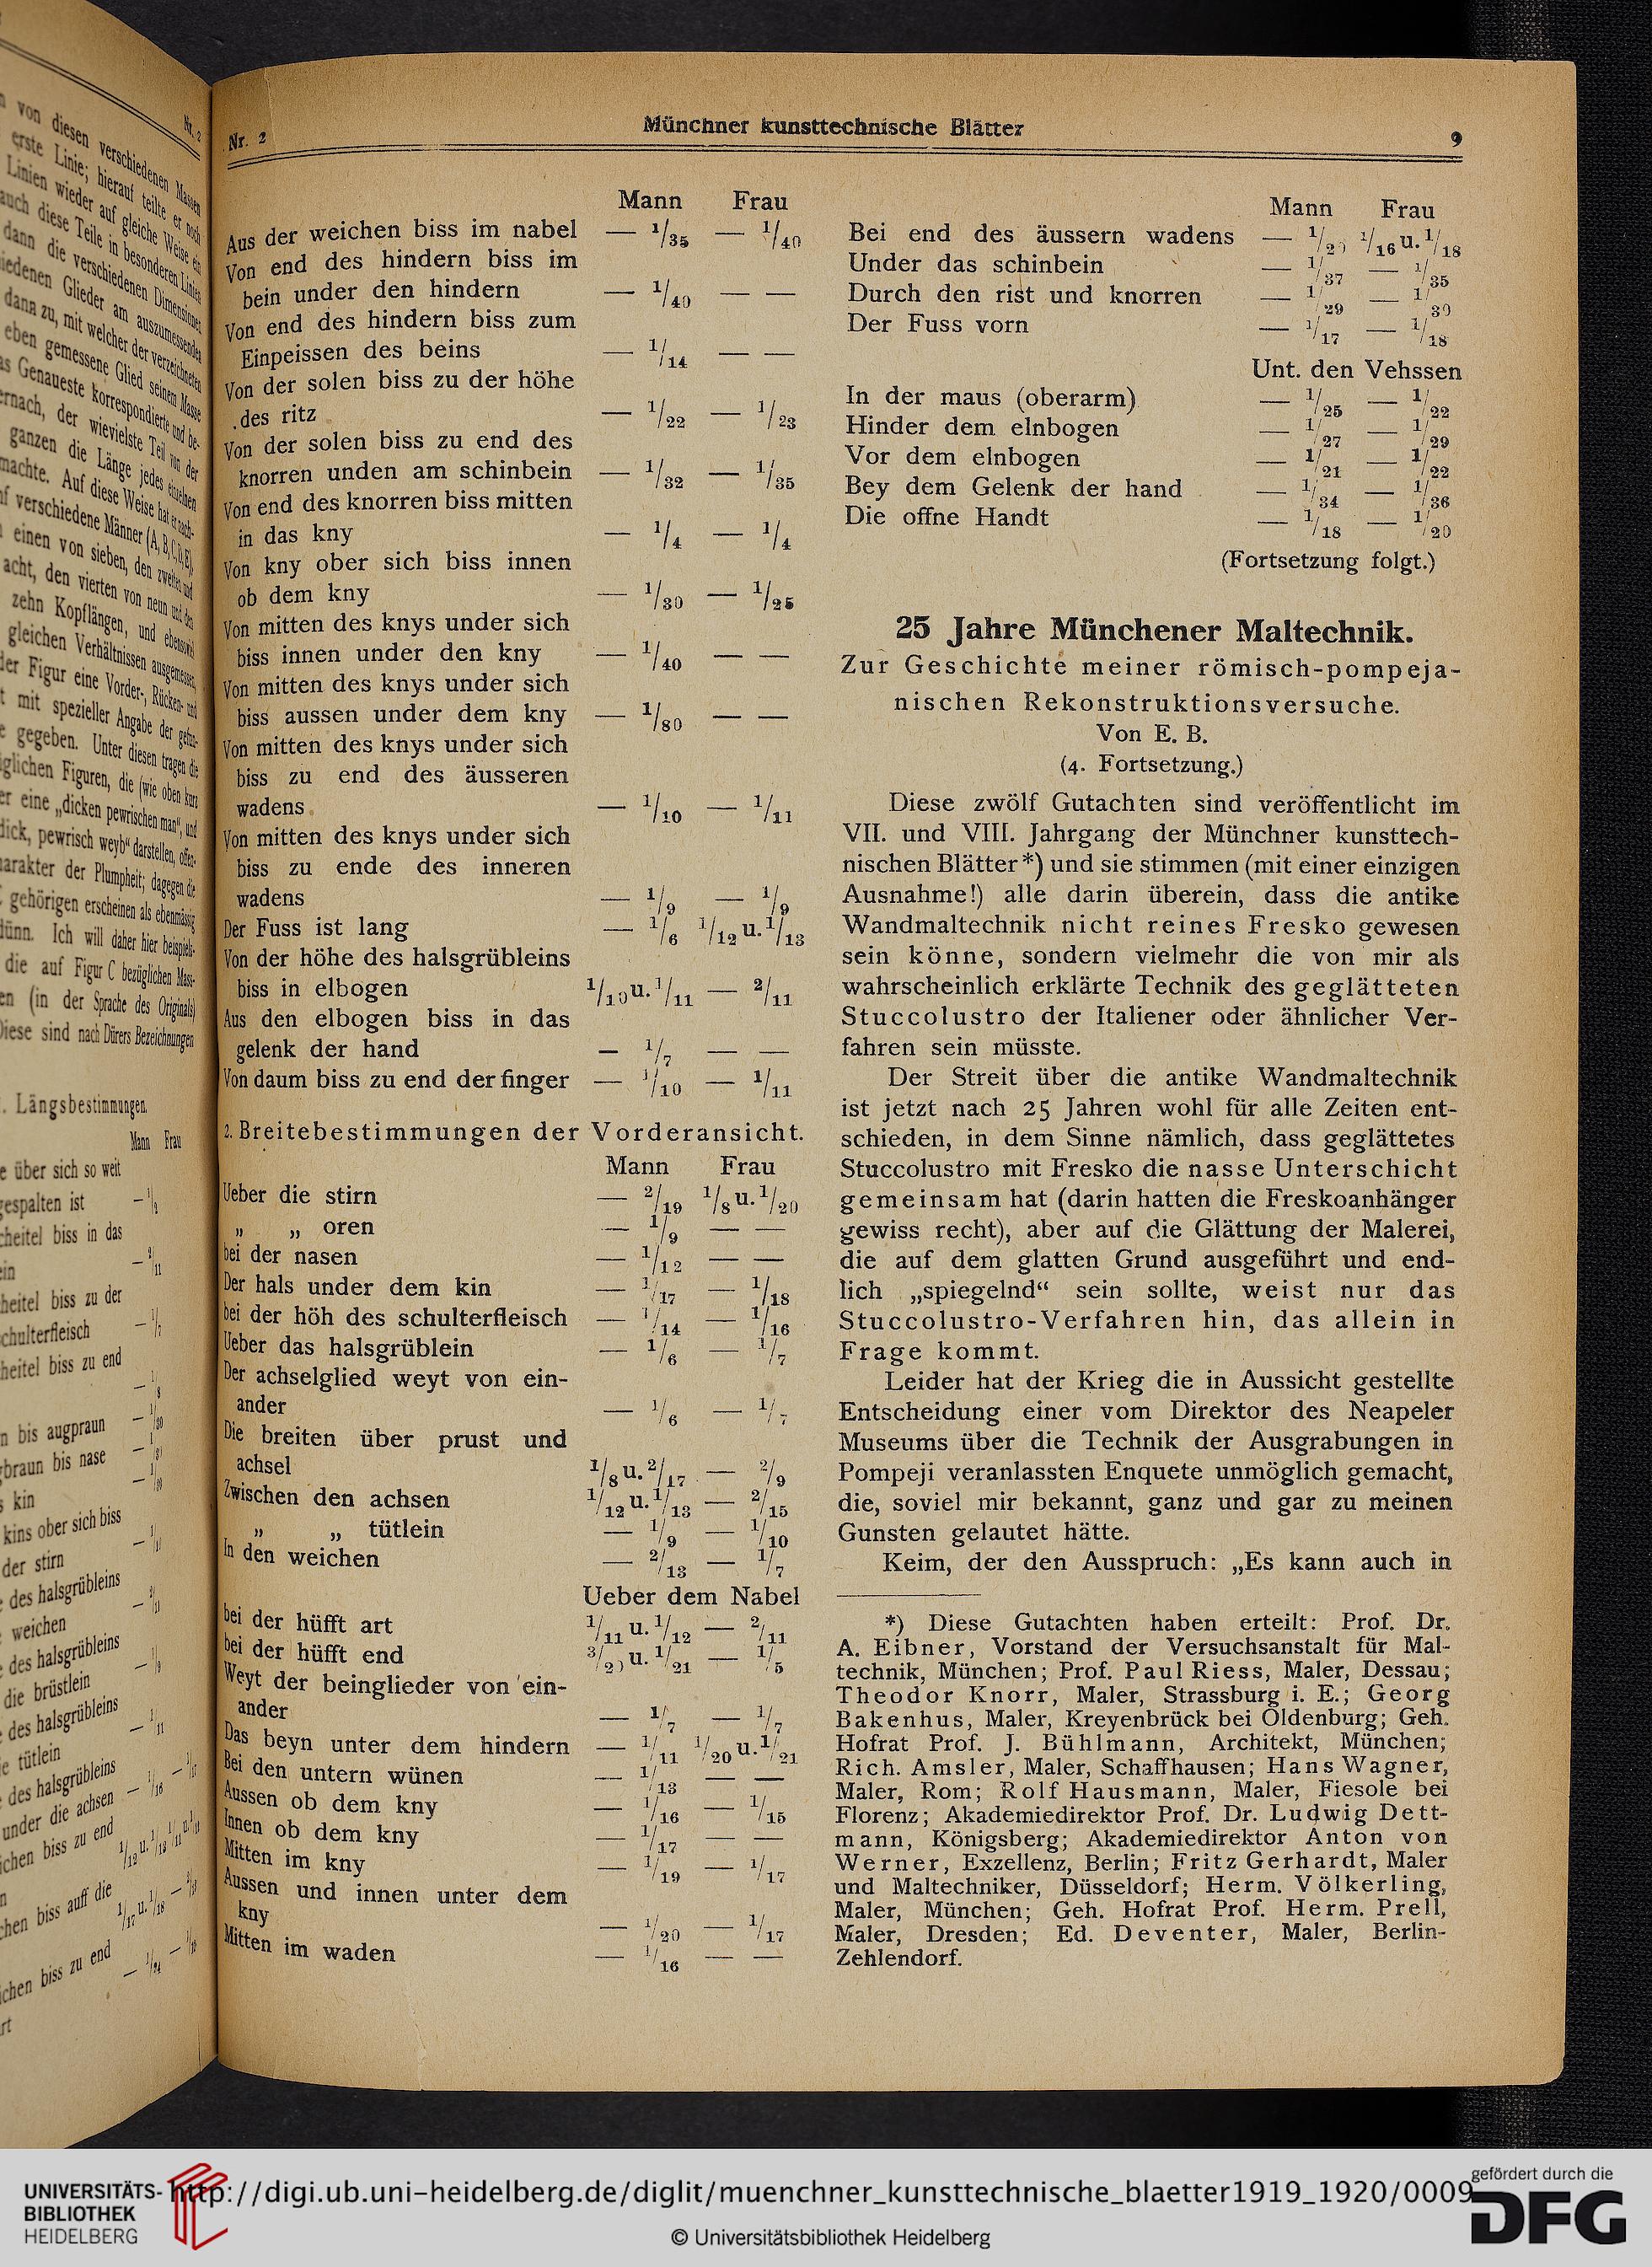 Nr. 2
Münchner kunsttechnische Blätter
9
Mann Frau
Aus der weichen biss im nabel — 1/35 — 1/40
Von end des hindern biss im
bein under den hindern — 1/40 — —
Von end des hindern biss zum
Einpeissen des beins — 1/14 — —
Von der solen biss zu der höhe
des ritz — 1/22 — 1/23
Von der solen biss zu end des
knorren unden am schinbein — 1/32 — 1/35
Von end des knorren biss mitten
in das kny — 1/4 — 1/4
Von kny ober sich biss innen
ob dem kny — 1/30 — 1/25
Von mitten des knys under sich
biss innen under den kny — 1/40 — —
Von mitten des knys under sich
biss aussen under dem kny — 1/80 — —
Von mitten des knys under sich
biss zu end des äusseren
wadens — 1/10 — 1/11
Von mitten des knys under sich
biss zu ende des inneren
wadens — 1/9 — 1/9
Der Fuss ist lang — 1/6 1/12 u. 1/13
Von der höhe des halsgrübleins
biss in elbogen 1/10 u. 1/11 — 2/11
Aus den elbogen biss in das
gelenk der hand — 1/7 — —
Von daum biss zu end der finger — 1/10 — 1/11
2. Breitebestimmungen der Vorderansicht.
Mann Frau
Ueber die stirn — 2/19 1/8 u. 1/20
„ „ oren — 1/9 — —
bei der nasen — 1/12 — —
Der hals under dem kin — 1/17 — 1/18
bei der höh des schulterfleisch — 1/14 — 1/16
Ueber das halsgrüblein — 1/6 — 1/7
Der achselglied weyt von ein-
ander — 1/6 — 1/7
Die breiten über prust und
achsel 1/8 u. 2/17 — 2/9
Zwischen den achsen 1/12 u. 1/13 — 2/15
„ „ tütlein — 1/9 — 1/10
In den weichen — 2/13 — 1/7
Ueber dem Nabel
bei der hüfft art 1/11 u. 1/12 — 2/11
bei der hüfft end 3/20 u. 1/21 — 1/5
Weyt der beinglieder von ein-
ander — 1/7 — 1/7
Das beyn unter dem hindern — 1/11 1/20 u. 1/21
Bei den untern wünen — 1/13 — —
Aussen ob dem kny — 1/16 — 1/15
Innen ob dem kny — 1/17 — —
Mitten im kny — 1/19 — 1/17
Aussen und innen unter dem
kny — 1/20 — 1/17
Mitten im waden — 1/16 — —
Mann Frau
Bei end des äussern wadens — 1/20 1/16 u. 1/18
Under das schinbein — 1/37 — 1/35
Durch den rist und knorren — 1/29 — 1/30
Der Fuss vorn — 1/17 — 1/18
Unt. den Vehssen
In der maus (oberarm) — 1/25 — 1/22
Hinder dem elnbogen — 1/27 — 1/29
Vor dem elnbogen — 1/21 — 1/22
Bey dem Gelenk der hand — 1/34 — 1/36
Die offne Handt — 1/18 — 1/20
(Fortsetzung folgt.)
25 Jahre Münchener Maltechnik.
Zur Geschichte meiner römisch-pompeja-
nischen Rekonstruktionsversuche.
Von E. B.
(4. Fortsetzung.)
Diese zwölf Gutachten sind veröffentlicht im
VII. und VIII. Jahrgang der Münchner kunsttech-
nischen Blätter*) und sie stimmen (mit einer einzigen
Ausnahme!) alle darin überein, dass die antike
Wandmaltechnik nicht reines Fresko gewesen
sein könne, sondern vielmehr die von mir als
wahrscheinlich erklärte Technik des geglätteten
Stuccolustro der Italiener oder ähnlicher Ver-
fahren sein müsste.
Der Streit über die antike Wandmaltechnik
ist jetzt nach 25 Jahren wohl für alle Zeiten ent-
schieden, in dem Sinne nämlich, dass geglättetes
Stuccolustro mit Fresko die nasse Unterschicht
gemeinsam hat (darin hatten die Freskoanhänger
gewiss recht), aber auf die Glättung der Malerei,
die auf dem glatten Grund ausgeführt und end-
lich „spiegelnd“ sein sollte, weist nur das
Stuccolustro-Verfahren hin, das allein in
Frage kommt.
Leider hat der Krieg die in Aussicht gestellte
Entscheidung einer vom Direktor des Neapeler
Museums über die Technik der Ausgrabungen in
Pompeji veranlassten Enquete unmöglich gemacht,
die, soviel mir bekannt, ganz und gar zu meinen
Gunsten gelautet hätte.
Keim, der den Ausspruch: „Es kann auch in
*) Diese Gutachten haben erteilt: Prof. Dr.
A. Eibner, Vorstand der Versuchsanstalt für Mal-
technik, München; Prof. Paul Riess, Maler, Dessau;
Theodor Knorr, Maler, Strassburg i. E.; Georg
Bakenhus, Maler, Kreyenbrück bei Oldenburg; Geh.
Hofrat Prof. J. Bühlmann, Architekt, München;
Rich. Amsler, Maler, Schaffhausen; Hans Wagner,
Maler, Rom; Rolf Hausmann, Maler, Fiesole bei
Florenz; Akademiedirektor Prof. Dr. Ludwig Dett-
mann, Königsberg; Akademiedirektor Anton von
Werner, Exzellenz, Berlin; Fritz Gerhardt, Maler
und Maltechniker, Düsseldorf; Herm. Völkerling,
Maler, München; Geh. Hofrat Prof. Herm. Prell,
Maler, Dresden; Ed. Deventer, Maler, Berlin-
Zehlendorf.
UNIVERSITÄTS-
BIBLIOTHEK
HEIDELBERG
http://digi.ub.uni-heidelberg.de/diglit/muenchner_kunsttechnische_blaetter1919_1920/0009
© Universitätsbibliothek Heidelberg
gefördert durch die
DFG